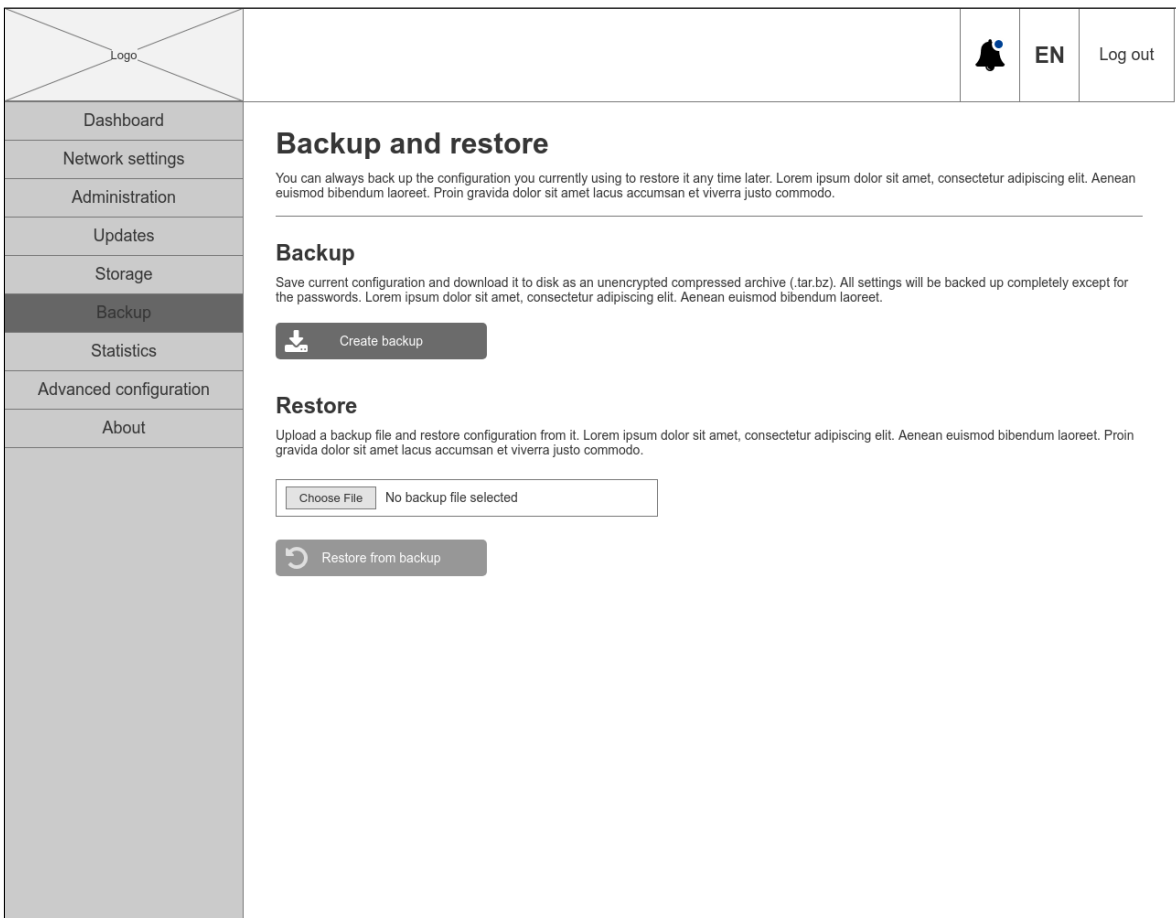 Logo
EN
Log out
Dashboard
Network settings
Administration
Updates
Storage
Backup
Statistics
Advanced configuration
About
Backup and restore
You can always back up the configuration you currently using to restore it any time later. Lorem ipsum dolor sit amet, consectetur adipiscing elit. Aenean
euismod bibendum laoreet. Proin gravida dolor sit amet lacus accumsan et viverra justo commodo.
Backup
Save current configuration and download it to disk as an unencrypted compressed archive (.tar.bz). All settings will be backed up completely except for
the passwords. Lorem ipsum dolor sit amet, consectetur adipiscing elit. Aenean euismod bibendum laoreet.
Create backup
Restore
Upload a backup file and restore configuration from it. Lorem ipsum dolor sit amet, consectetur adipiscing elit. Aenean euismod bibendum laoreet. Proin
gravida dolor sit amet lacus accumsan et viverra justo commodo.
Choose File No backup file selected
Restore from backup